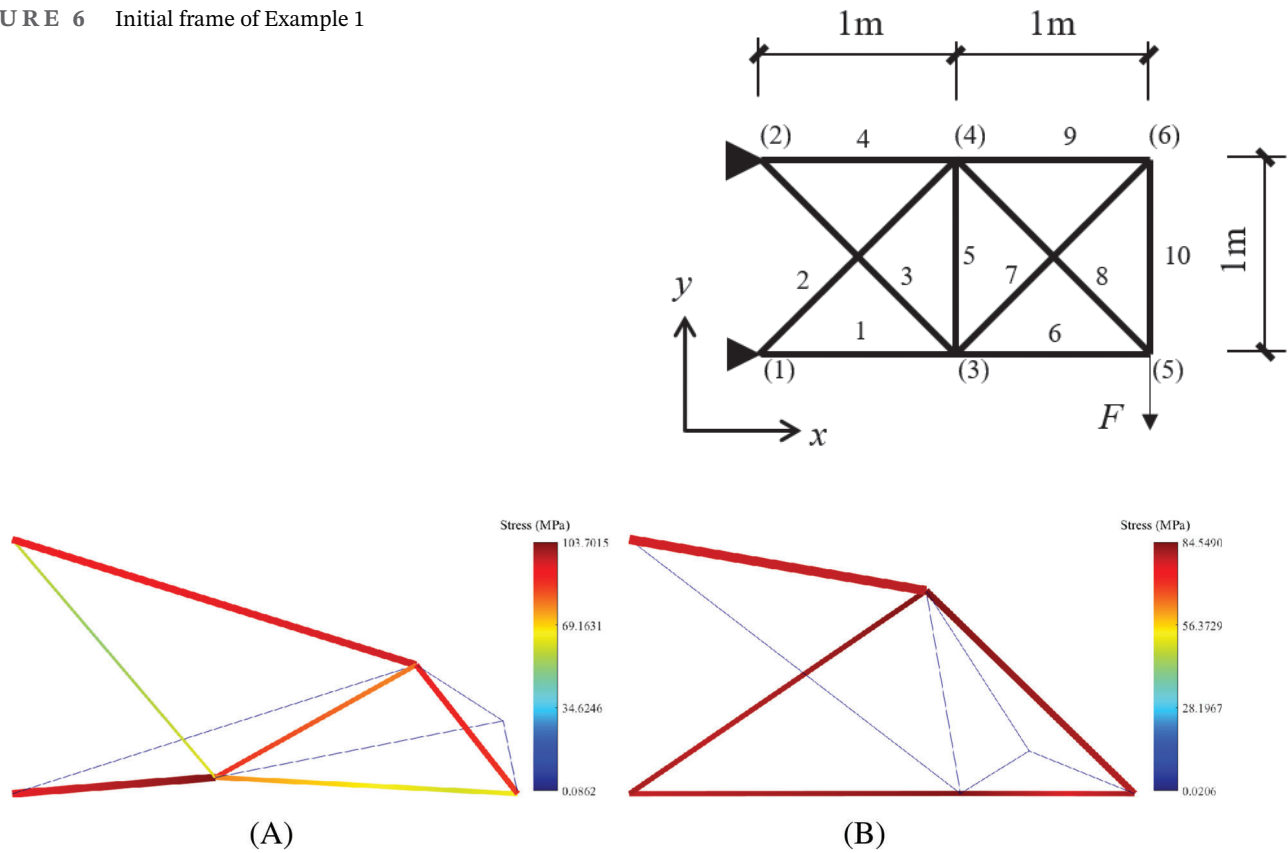 URE 6 Initial frame of Example 1
1m 1m
(2) 4 (4) 9 (6)
2 3 5 7 8 10 1m
1 6
(1) (3) (5)
y
x
F
Stress (MPa)
103.7015
69.1631
34.6246
0.0862
(A)
Stress (MPa)
84.5490
56.3729
28.1967
0.0206
(B)